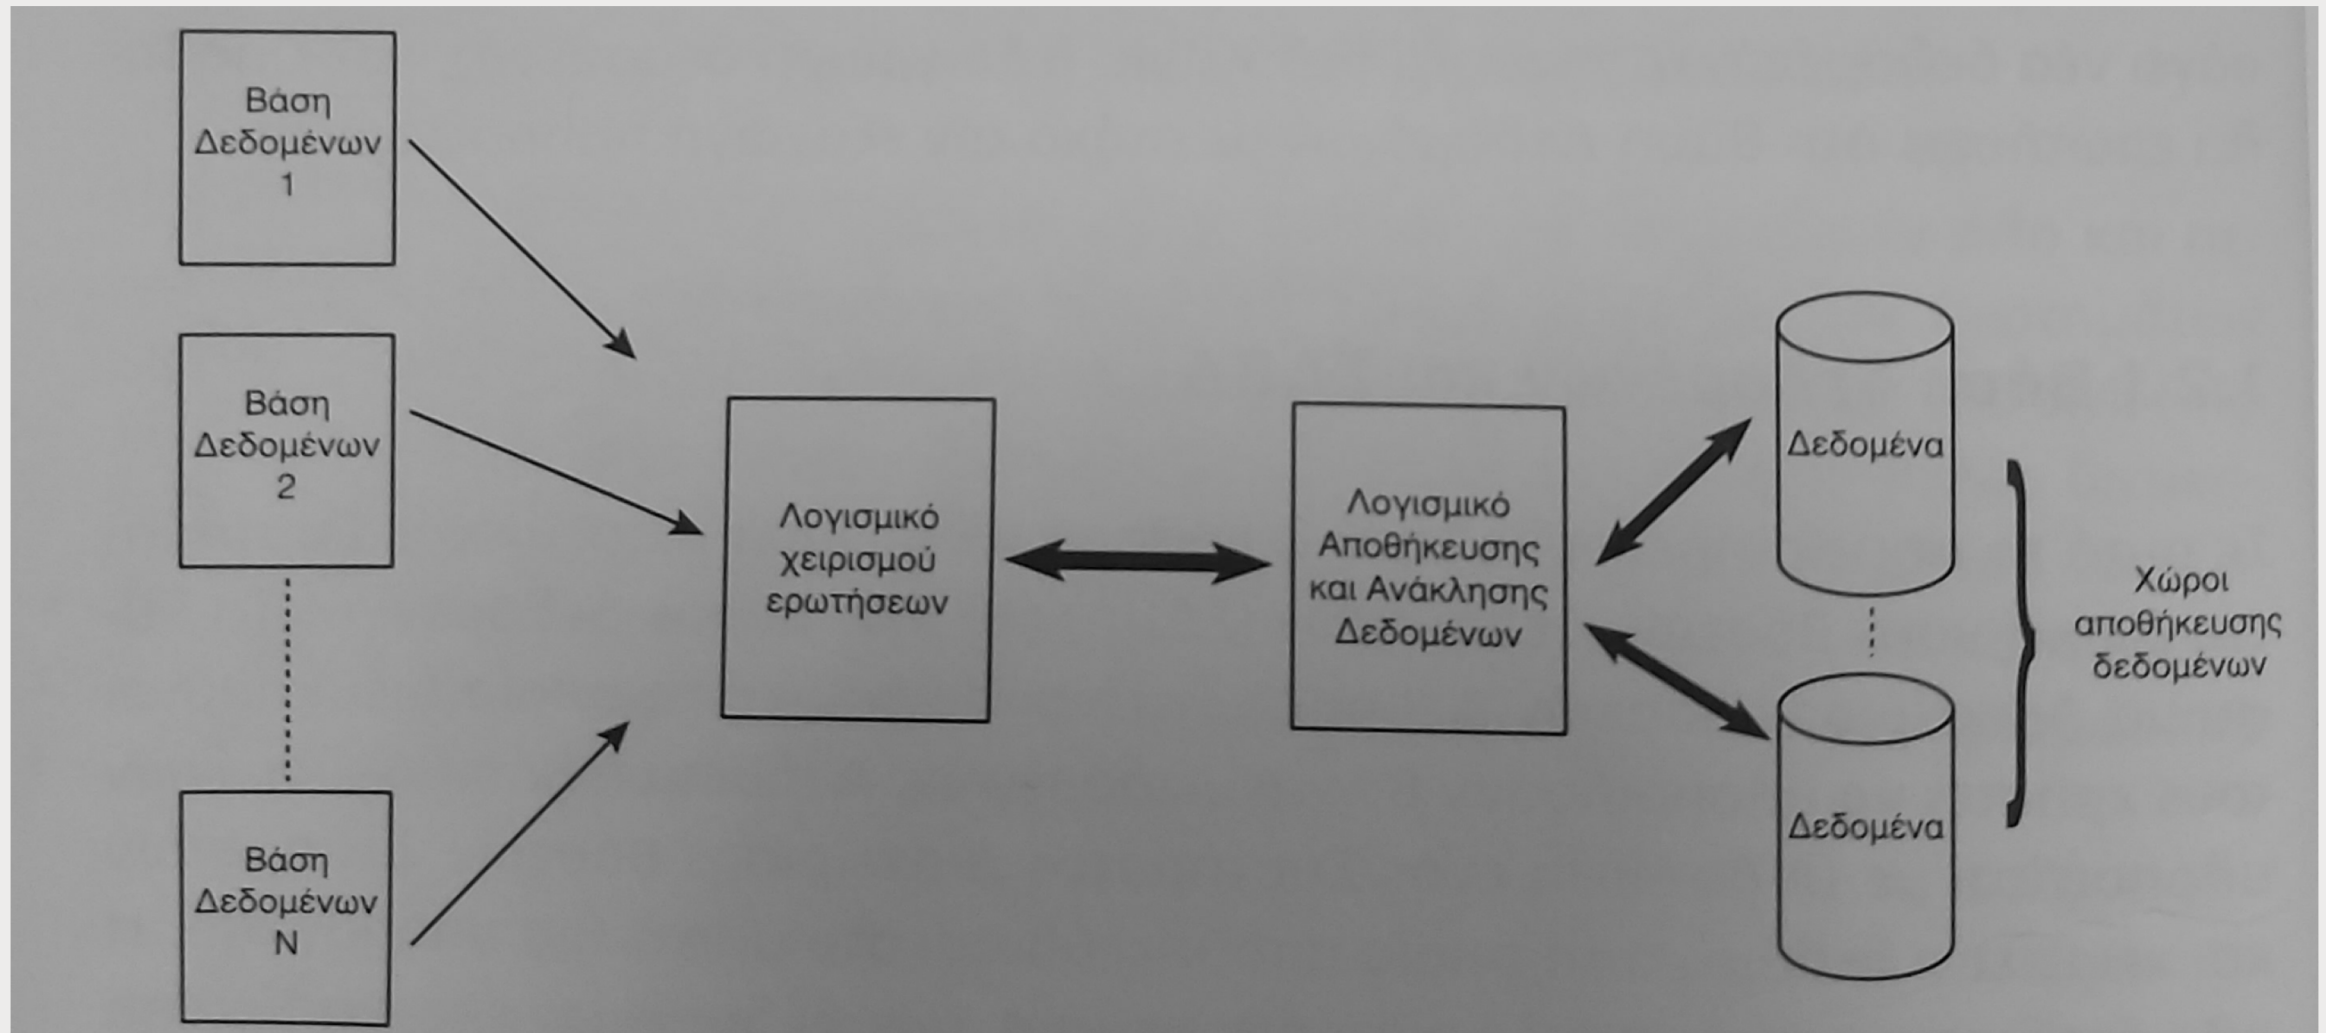 Βάση
Δεδομένων
1
Βάση
Δεδομένων
2
Βάση
Δεδομένων
N
Λογισμικό
χειρισμού
ερωτήσεων
Λογισμικό
Αποθήκευσης
και Ανάκλησης
Δεδομένων
Δεδομένα
Δεδομένα
Χώροι
αποθήκευσης
δεδομένων